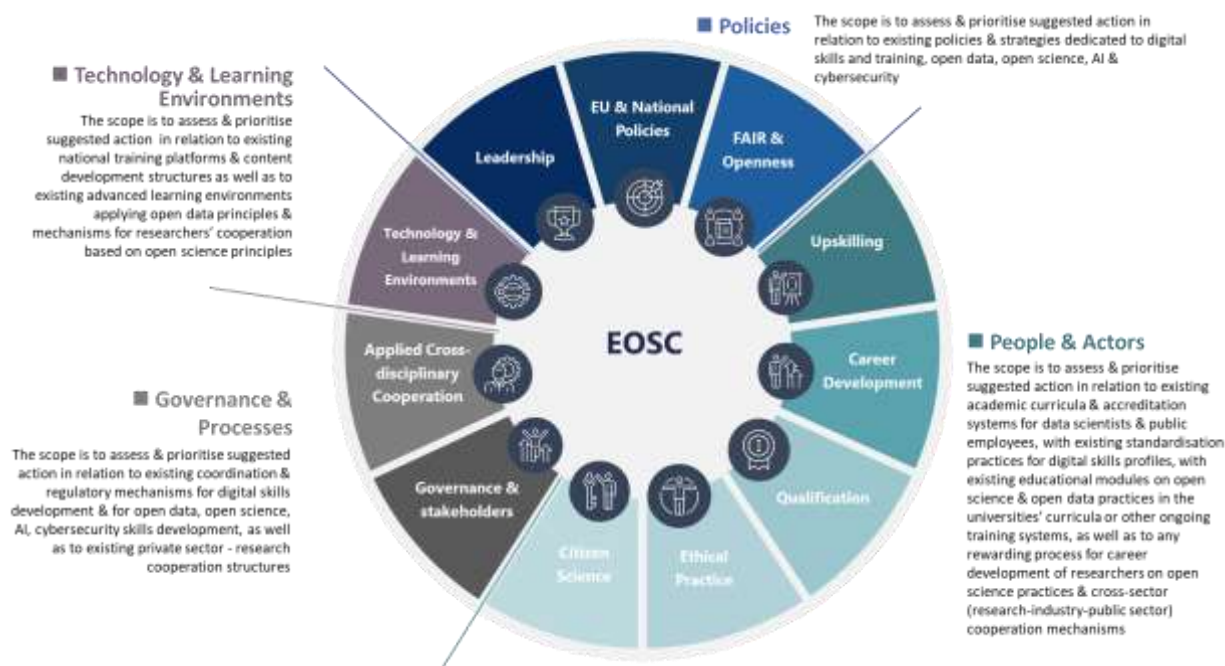 Policies
The scope is to assess & prioritise suggested action in
relation to existing policies & strategies dedicated to digital
skills and training, open data, open science, AI &
cybersecurity
Technology & Learning
Environments
The scope is to assess & prioritise
suggested action in relation to existing
national training platforms & content
development structures as well as to
existing advanced learning environments
applying open data principles &
mechanisms for researchers' cooperation
based on open science principles
Governance &
Processes
The scope is to assess & prioritise suggested
action in relation to existing coordination &
regulatory mechanisms for digital skills
development & for open data, open science,
AI, cybersecurity skills development, as well
as to existing private sector - research
cooperation structures
EU & National
Policies
FAIR &
Openness
Upskilling
Career
Development
Qualification
Ethical
Practice
Citizen
Science
Governance &
stakeholders
Applied Cross-
disciplinary
Cooperation
Technology &
Learning
Environments
Leadership
EOSC
People & Actors
The scope is to assess & prioritise
suggested action in relation to existing
academic curricula & accreditation
systems for data scientists & public
employees, with existing standardisation
practices for digital skills profiles, with
existing educational modules on open
science & open data practices in the
universities' curricula or other ongoing
training systems, as well as to any
rewarding process for career
development of researchers on open
science practices & cross-sector
(research-industry-public sector)
cooperation mechanisms